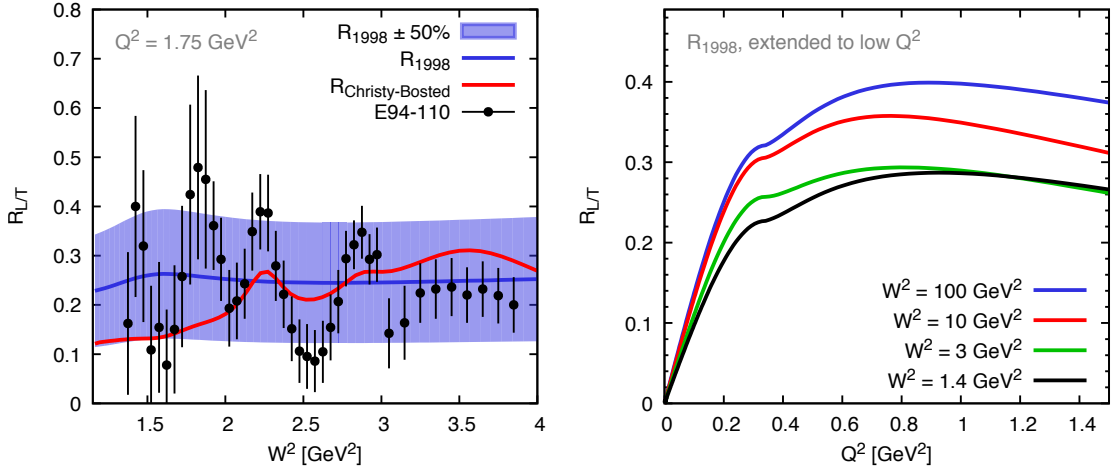 Q² = 1.75 GeV²
R₁₉₉₈ ± 50%
R₁₉₉₈
R_Christy-Bosted
E94-110
R_L/T
0.8
0.7
0.6
0.5
0.4
0.3
0.2
0.1
0
1.5 2 2.5 3 3.5 4
W² [GeV²]
R₁₉₉₈, extended to low Q²
R_L/T
0.4
0.3
0.2
0.1
0
W² = 100 GeV²
W² = 10 GeV²
W² = 3 GeV²
W² = 1.4 GeV²
0 0.2 0.4 0.6 0.8 1 1.2 1.4
Q² [GeV²]